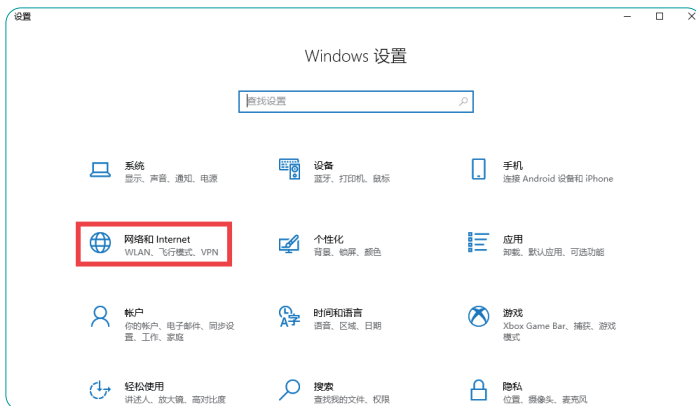 设置
Windows 设置
查找设置
系统
显示、声音、通知、电源
设备
蓝牙、打印机、鼠标
手机
连接 Android 设备和 iPhone
网络和 Internet
WLAN、飞行模式、VPN
个性化
背景、锁屏、颜色
应用
卸载、默认应用、可选功能
帐户
你的帐户、电子邮件、同步设
置、工作、家庭
时间和语言
语音、区域、日期
游戏
Xbox Game Bar、捕获、游戏
模式
轻松使用
讲述人、放大镜、高对比度
搜索
查找我的文件、权限
隐私
位置、摄像头、麦克风